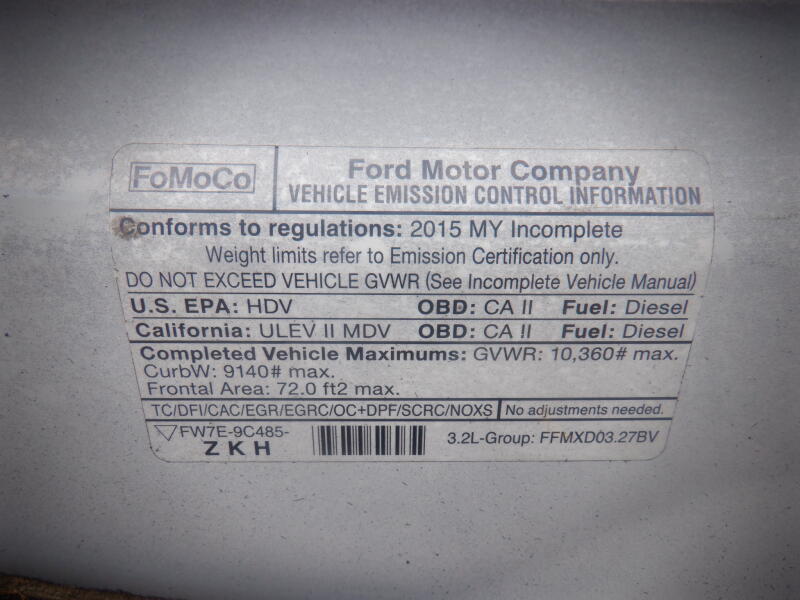 FoMoCo
Ford Motor Company
VEHICLE EMISSION CONTROL INFORMATION
Conforms to regulations: 2015 MY Incomplete
Weight limits refer to Emission Certification only.
DO NOT EXCEED VEHICLE GVWR (See Incomplete Vehicle Manual)
U.S. EPA: HDV OBD: CA II Fuel: Diesel
California: ULEV II MDV OBD: CA II Fuel: Diesel
Completed Vehicle Maximums: GVWR: 10,360# max.
CurbW: 9140# max.
Frontal Area: 72.0 ft2 max.
TC/DFI/CAC/EGR/EGRC/OC+DPF/SCRC/NOXS No adjustments needed.
FW7E-9C485-
Z K H
3.2L-Group: FFMXD03.27BV